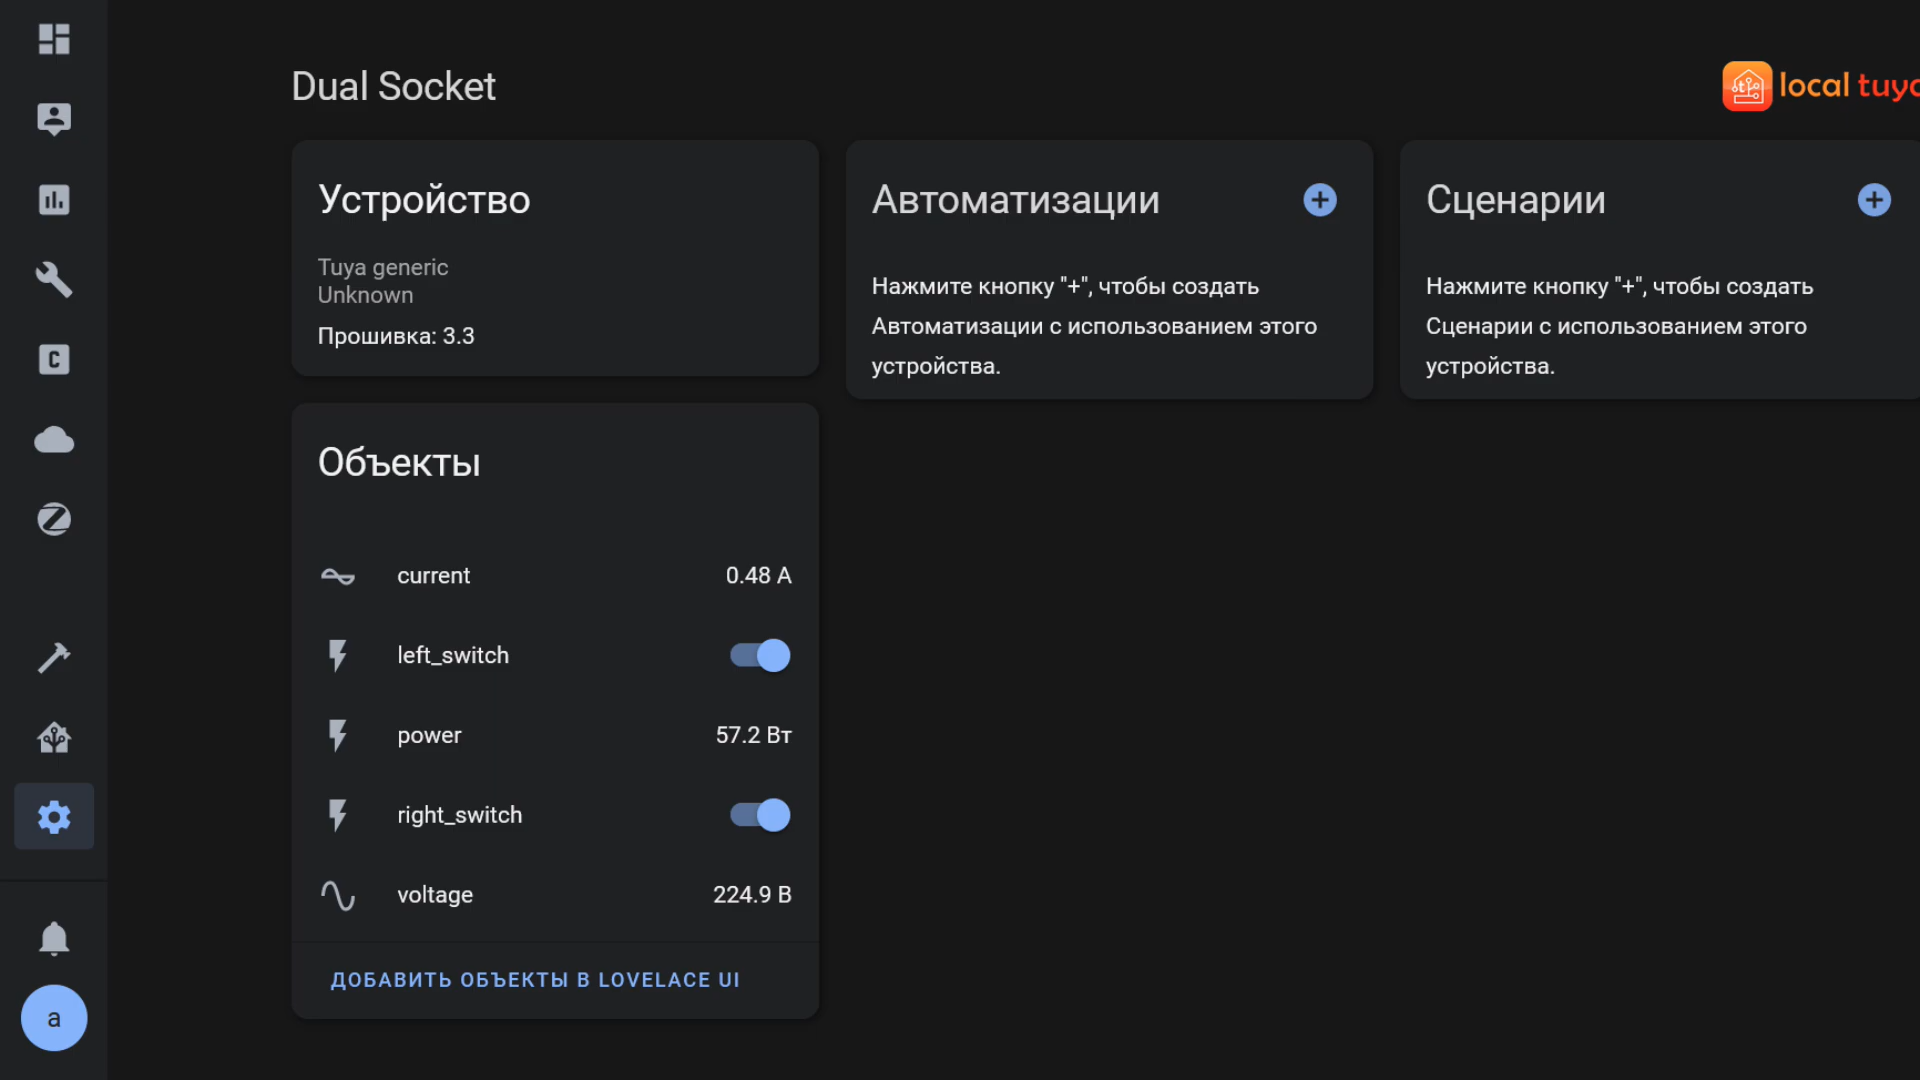 Dual Socket
local tuya
Устройство
Tuya generic
Unknown
Прошивка: 3.3
Автоматизации
Нажмите кнопку "+", чтобы создать
Автоматизации с использованием этого
устройства.
Сценарии
Нажмите кнопку "+", чтобы создать
Сценарии с использованием этого
устройства.
Объекты
current 0.48 A
left_switch
power 57.2 Вт
right_switch
voltage 224.9 В
ДОБАВИТЬ ОБЪЕКТЫ В LOVELACE UI
C
a